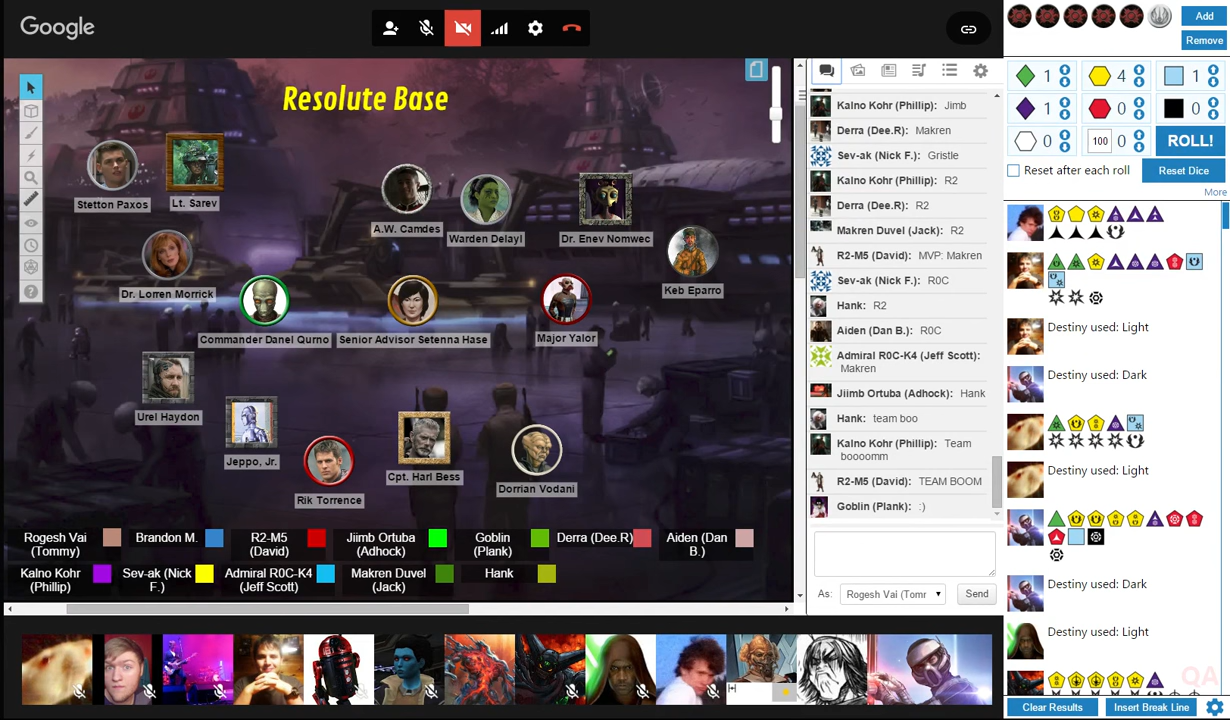 Google
Add
Remove
Resolute Base
Stetton Paxos
Lt. Sarev
A.W. Camdes
Warden Delayl
Dr. Enev Nomwec
Keb Eparro
Dr. Lorren Morrick
Commander Danel Qurno
Senior Advisor Setenna Hase
Major Yalor
Urel Haydon
Jeppo, Jr.
Rik Torrence
Cpt. Harl Bess
Dorrian Vodani
Rogesh Vai
(Tommy)
Brandon M.
R2-M5
(David)
Jiimh Ortuba
(Adhock)
Goblin
(Plank)
Derra (Dee.R)
Aiden (Dan
B.)
Kalno Kohr
(Phillip)
Sev-ak (Nick
F.)
Admiral R0C-K4
(Jeff Scott)
Makren Duvel
(Jack)
Hank
Kalno Kohr (Phillip): Jimb
Derra (Dee.R): Makren
Sev-ak (Nick F.): Gristle
Kalno Kohr (Phillip): R2
Derra (Dee.R): R2
Makren Duvel (Jack): R2
R2-M5 (David): MVP: Makren
Sev-ak (Nick F.): R0C
Hank: R2
Aiden (Dan B.): R0C
Admiral R0C-K4 (Jeff Scott):
Makren
Jiimh Ortuba (Adhock): Hank
Hank: team boo
Kalno Kohr (Phillip): Team
boooomm
R2-M5 (David): TEAM BOOM
Goblin (Plank): :)
As: Rogesh Vai (Tomr
Send
1
4
1
1
0
0
0
100
0
ROLL!
Reset after each roll
Reset Dice
More
Destiny used: Light
Destiny used: Dark
Destiny used: Light
Destiny used: Dark
Destiny used: Light
QA
Clear Results
Insert Break Line